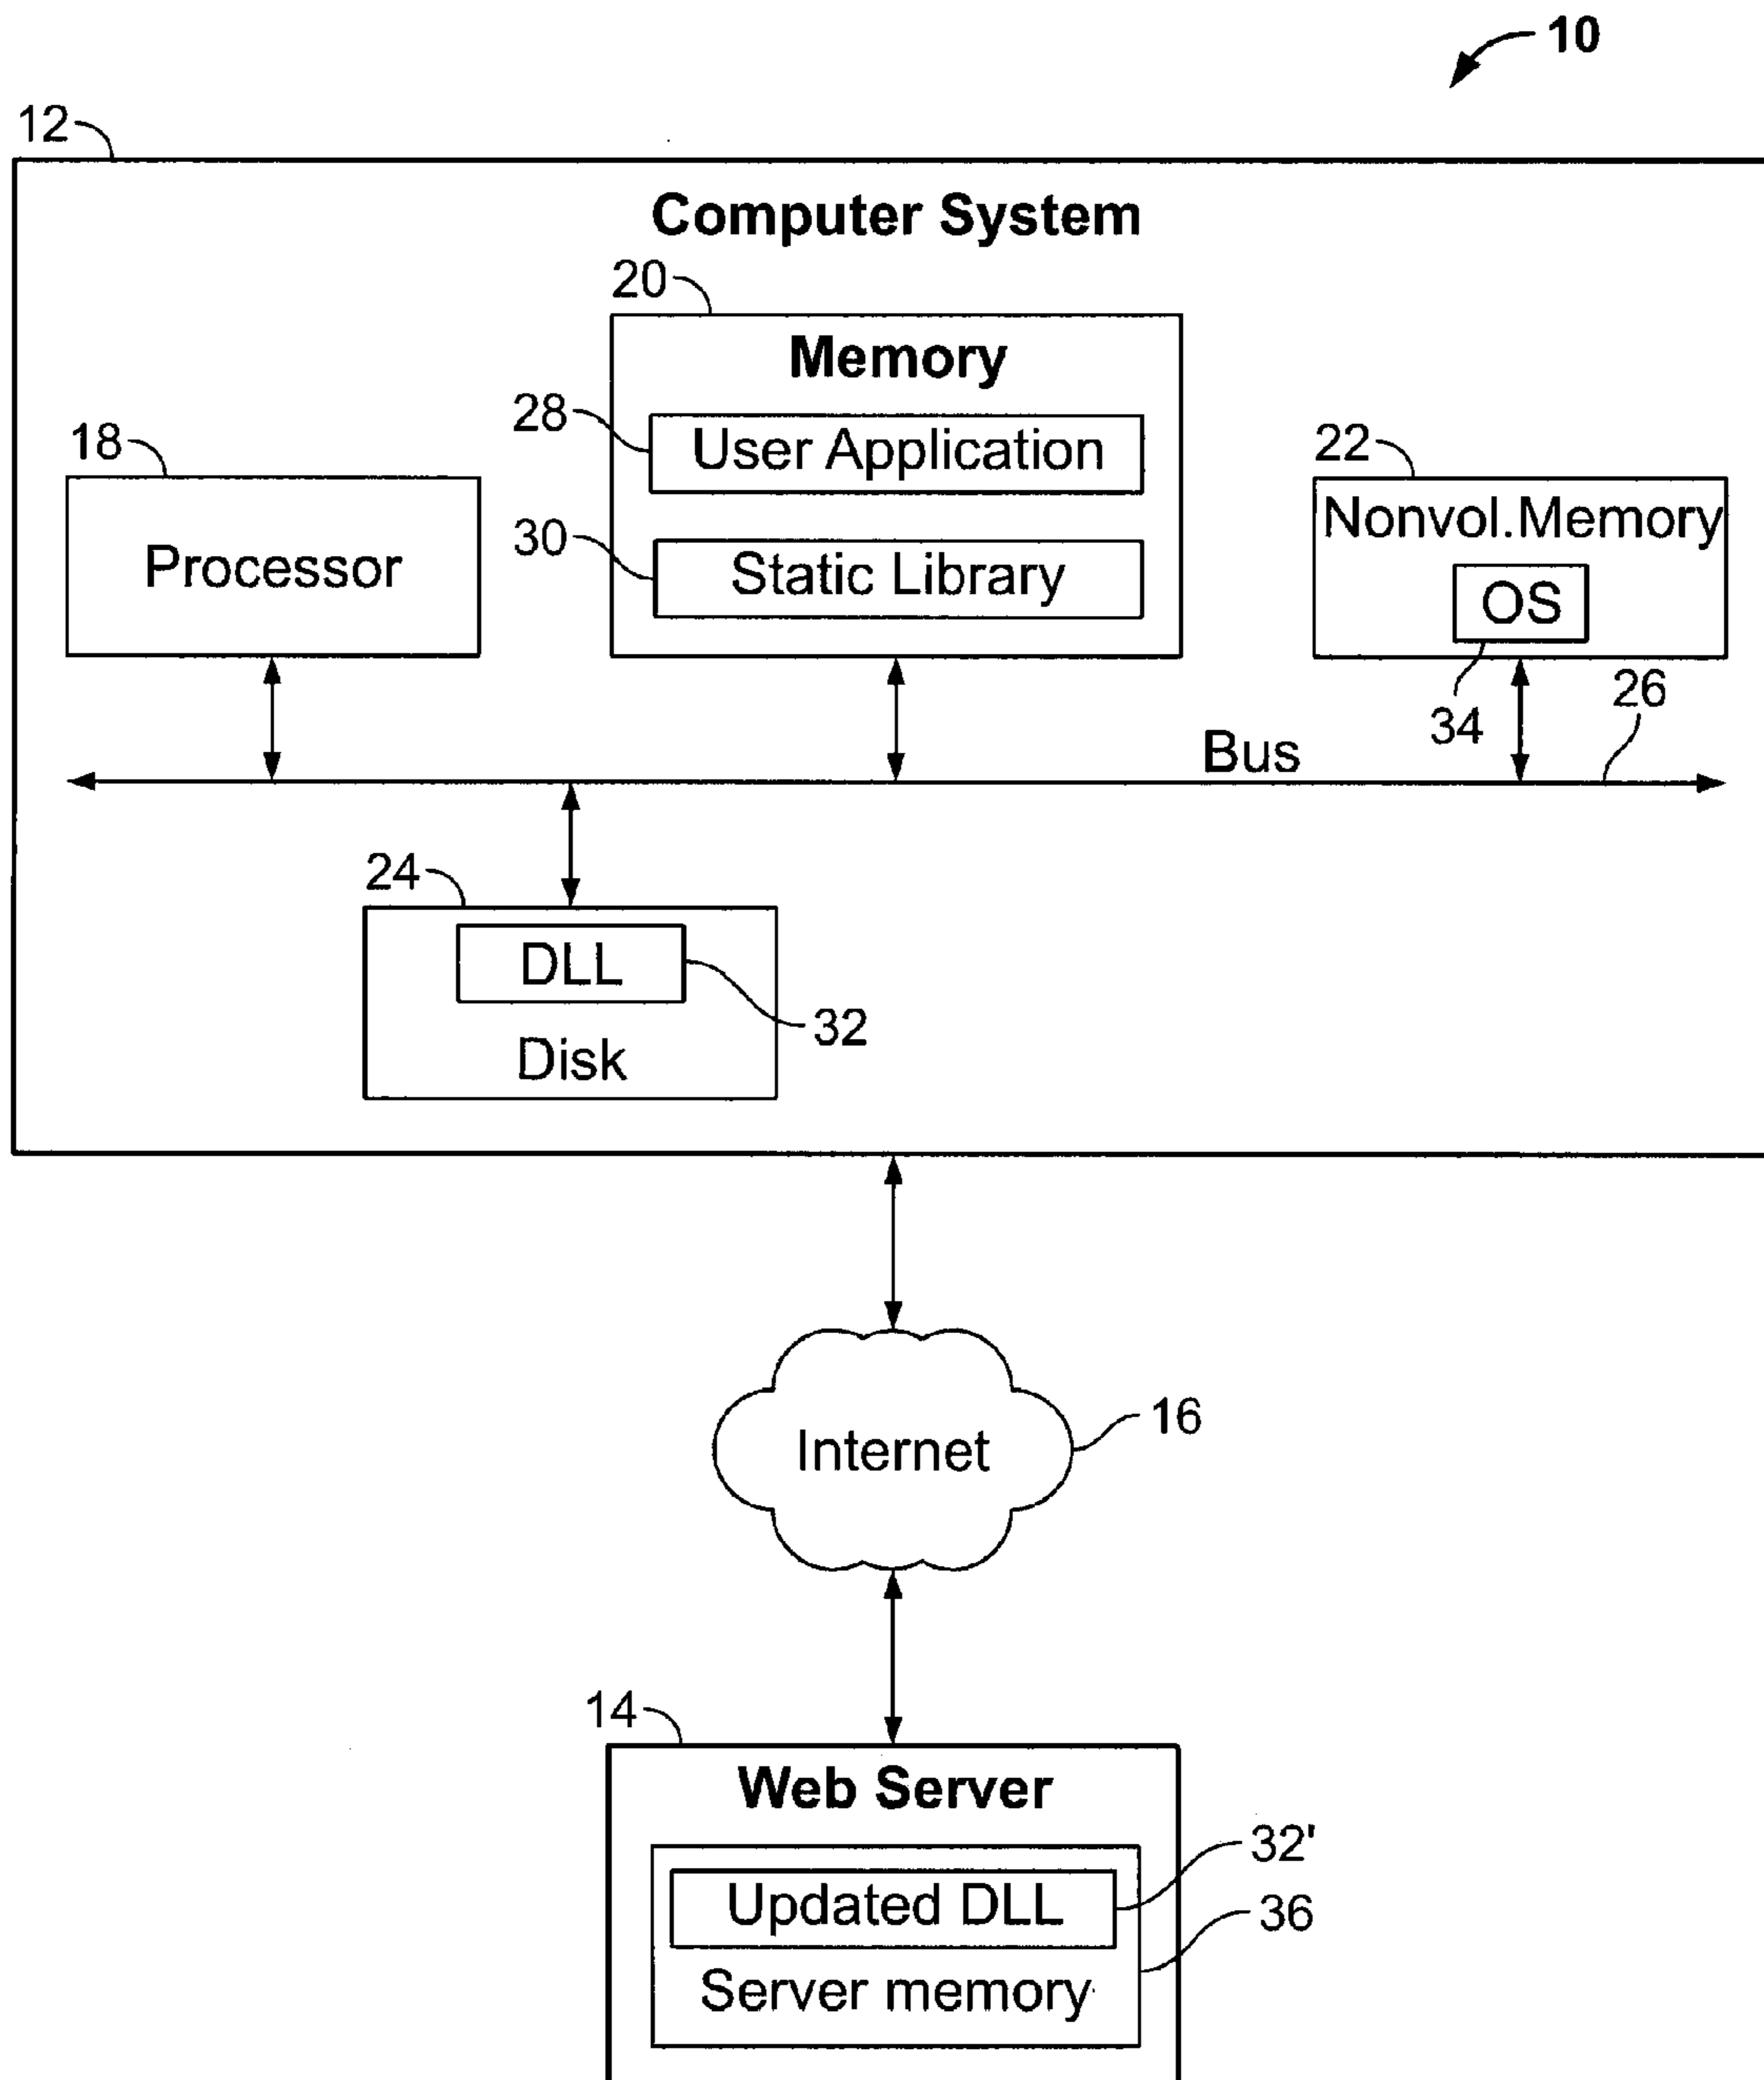 10
12
Computer System
20
Memory
28
User Application
18
22
Nonvol.Memory
30
Static Library
Processor
OS
26
34
Bus
24
DLL
32
Disk
16
Internet
14
Web Server
32'
Updated DLL
36
Server memory